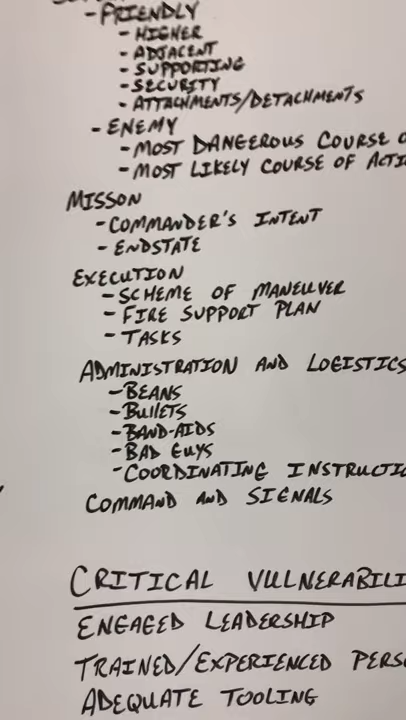 - FRIENDLY
- HIGHER
- ADJACENT
- SUPPORTING
- SECURITY
- ATTACHMENTS/DETACHMENTS
- ENEMY
- MOST DANGEROUS COURSE
- MOST LIKELY COURSE OF
MISSON
- COMMANDER'S INTENT
- ENDSTATE
EXECUTION
- SCHEME OF MANEUVER
- FIRE SUPPORT PLAN
- TASKS
ADMINISTRATION AND LOGISTICS
- BEANS
- BULLETS
- BAND-AIDS
- BAD GUYS
- COORDINATING
COMMAND AND SIGNALS
CRITICAL
ENGAGED LEADERSHIP
TRAINED/EXPERIENCED
ADEQUATE TOOLING